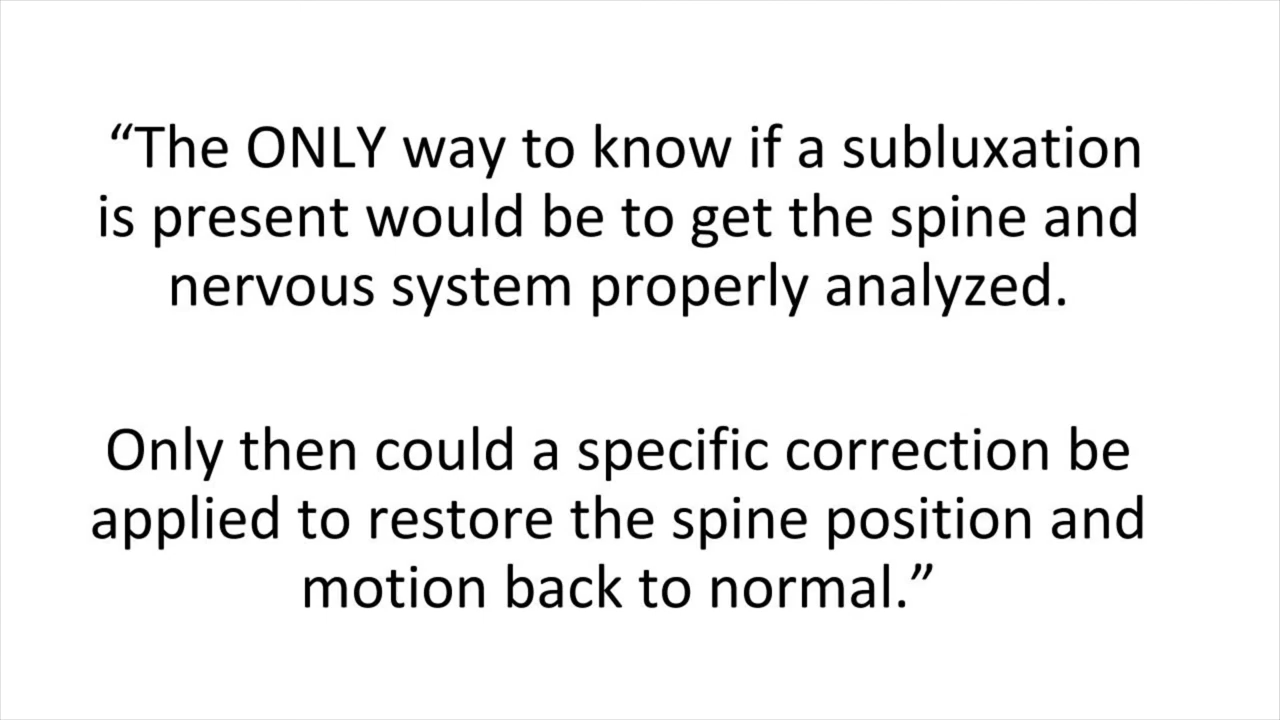 “The ONLY way to know if a subluxation
is present would be to get the spine and
nervous system properly analyzed.
Only then could a specific correction be
applied to restore the spine position and
motion back to normal.”